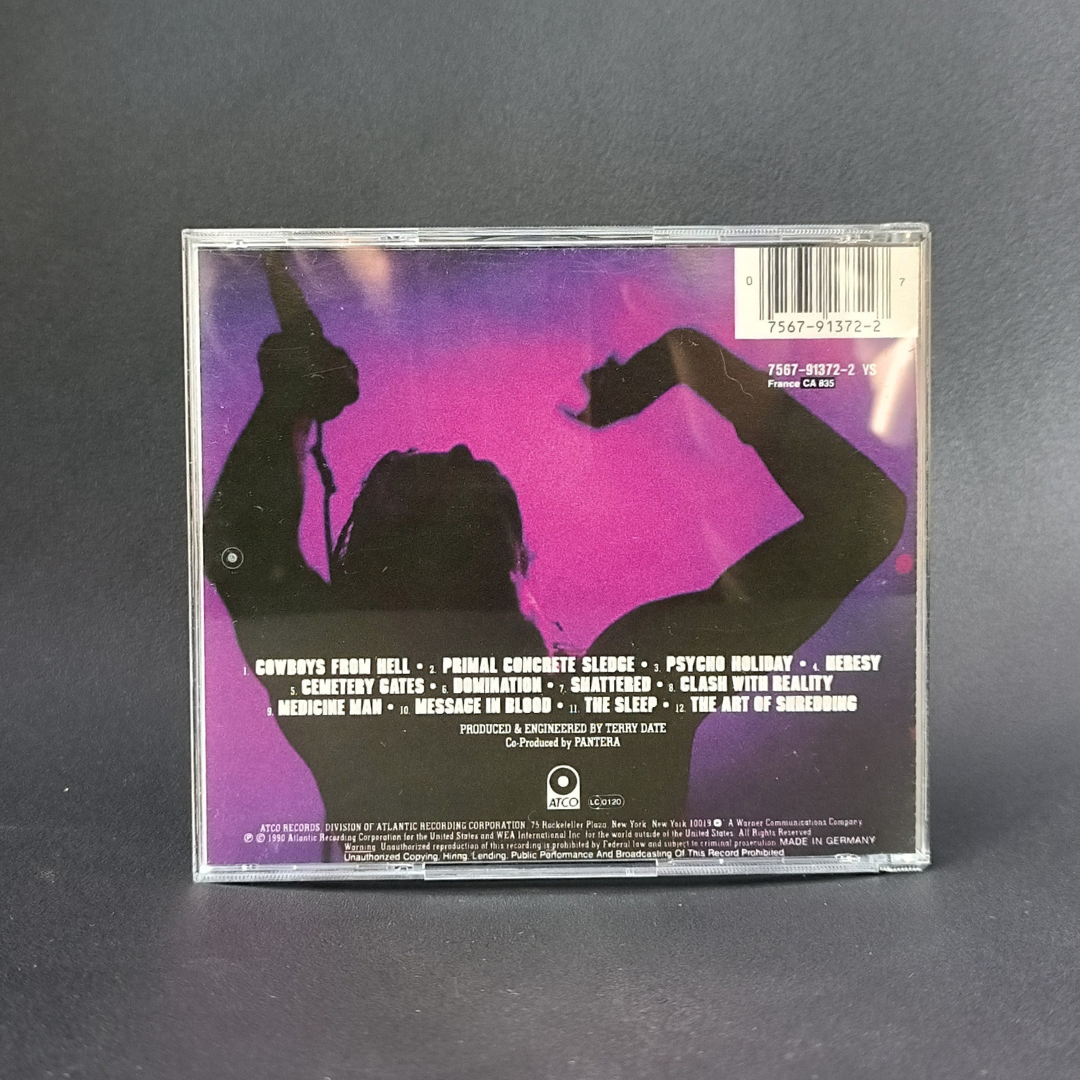 0 7
7567-91372-2
7567-91372-2 YS
France CA 835
1. COWBOYS FROM HELL • 2. PRIMAL CONCRETE SLEDGE • 3. PSYCHO HOLIDAY • 4. HERESY
5. CEMETERY GATES • 6. DOMINATION • 7. SHATTERED • 8. CLASH WITH REALITY
9. MEDICINE MAN • 10. MESSAGE IN BLOOD • 11. THE SLEEP • 12. THE ART OF SHREDDING
PRODUCED & ENGINEERED BY TERRY DATE
Co-Produced by PANTERA
ATCO LC 0120
ATCO RECORDS, DIVISION OF ATLANTIC RECORDING CORPORATION, 75 Rockefeller Plaza, New York, New York 10019 A Warner Communications Company
℗ © 1990 Atlantic Recording Corporation for the United States and WEA International Inc. for the world outside of the United States. All Rights Reserved
Warning: Unauthorized reproduction of this recording is prohibited by Federal law and subject to criminal prosecution MADE IN GERMANY
Unauthorized Copying, Hiring, Lending, Public Performance And Broadcasting Of This Record Prohibited